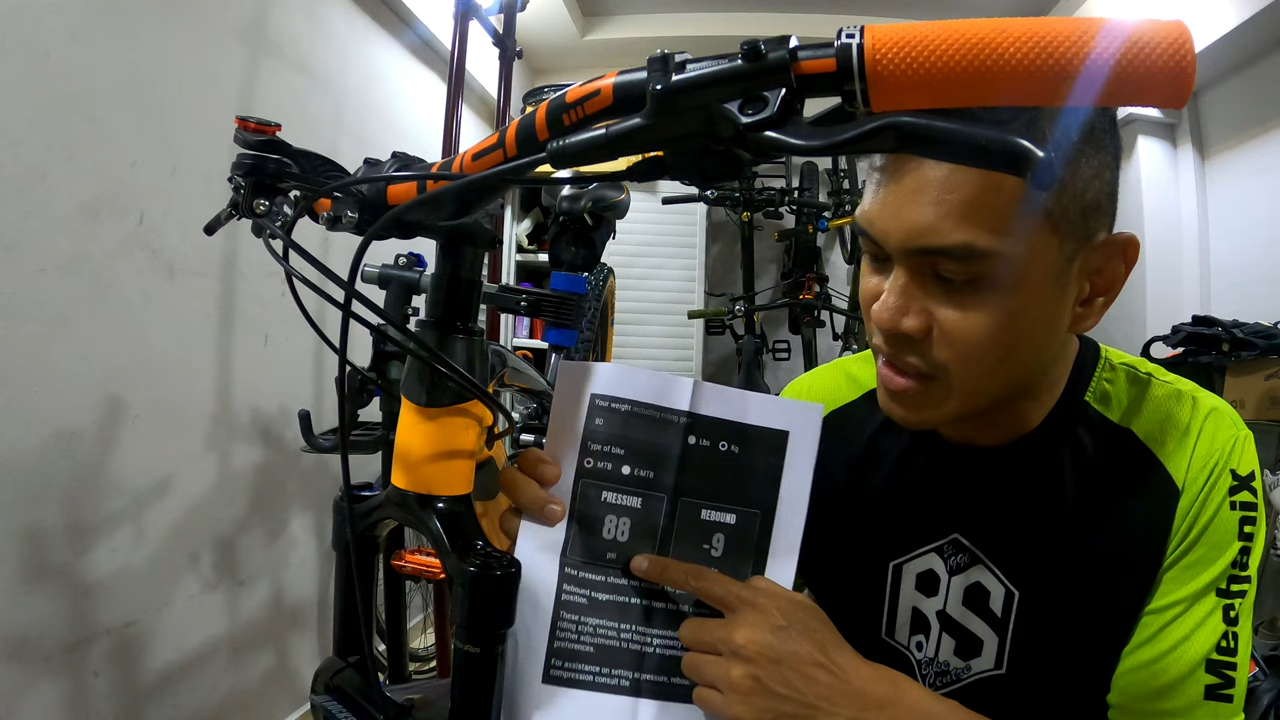 Your weight including riding gear
80
Lbs
Kg
Type of bike
MTB
E-MTB
PRESSURE
88
psi
REBOUND
-9
Max pressure should not
Rebound suggestions are set from the full
position.
These suggestions are a recommended
riding style, terrain, and bicycle geometry
further adjustments to tune your suspension
preferences.
For assistance on setting air pressure, rebound
compression consult the
BS
Bike
Centre
MechaniX